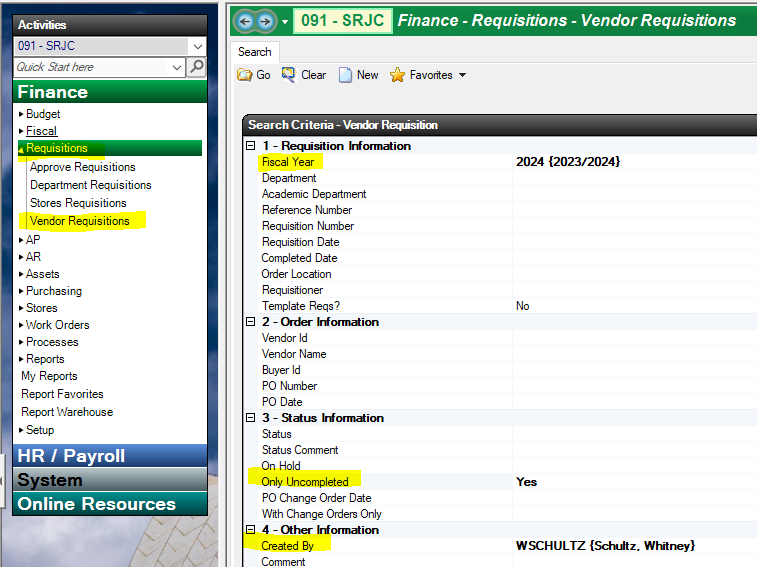 Activities
091 - SRJC
Quick Start here
Finance
Budget
Fiscal
Requisitions
Approve Requisitions
Department Requisitions
Stores Requisitions
Vendor Requisitions
AP
AR
Assets
Purchasing
Stores
Work Orders
Processes
Reports
My Reports
Report Favorites
Report Warehouse
Setup
HR / Payroll
System
Online Resources
091 - SRJC Finance - Requisitions - Vendor Requisitions
Search
Go Clear New Favorites
Search Criteria - Vendor Requisition
1 - Requisition Information
Fiscal Year 2024 {2023/2024}
Department
Academic Department
Reference Number
Requisition Number
Requisition Date
Completed Date
Order Location
Requisitioner
Template Reqs? No
2 - Order Information
Vendor Id
Vendor Name
Buyer Id
PO Number
PO Date
3 - Status Information
Status
Status Comment
On Hold
Only Uncompleted Yes
PO Change Order Date
With Change Orders Only
4 - Other Information
Created By WSCHULTZ {Schultz, Whitney}
Comment